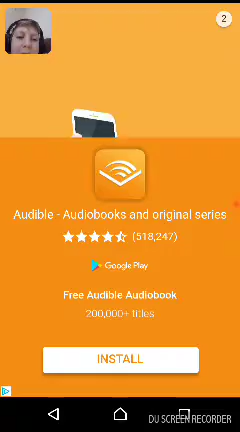 2
Audible - Audiobooks and original series
(518,247)
Google Play
Free Audible Audiobook
200,000+ titles
INSTALL
DU SCREEN RECORDER